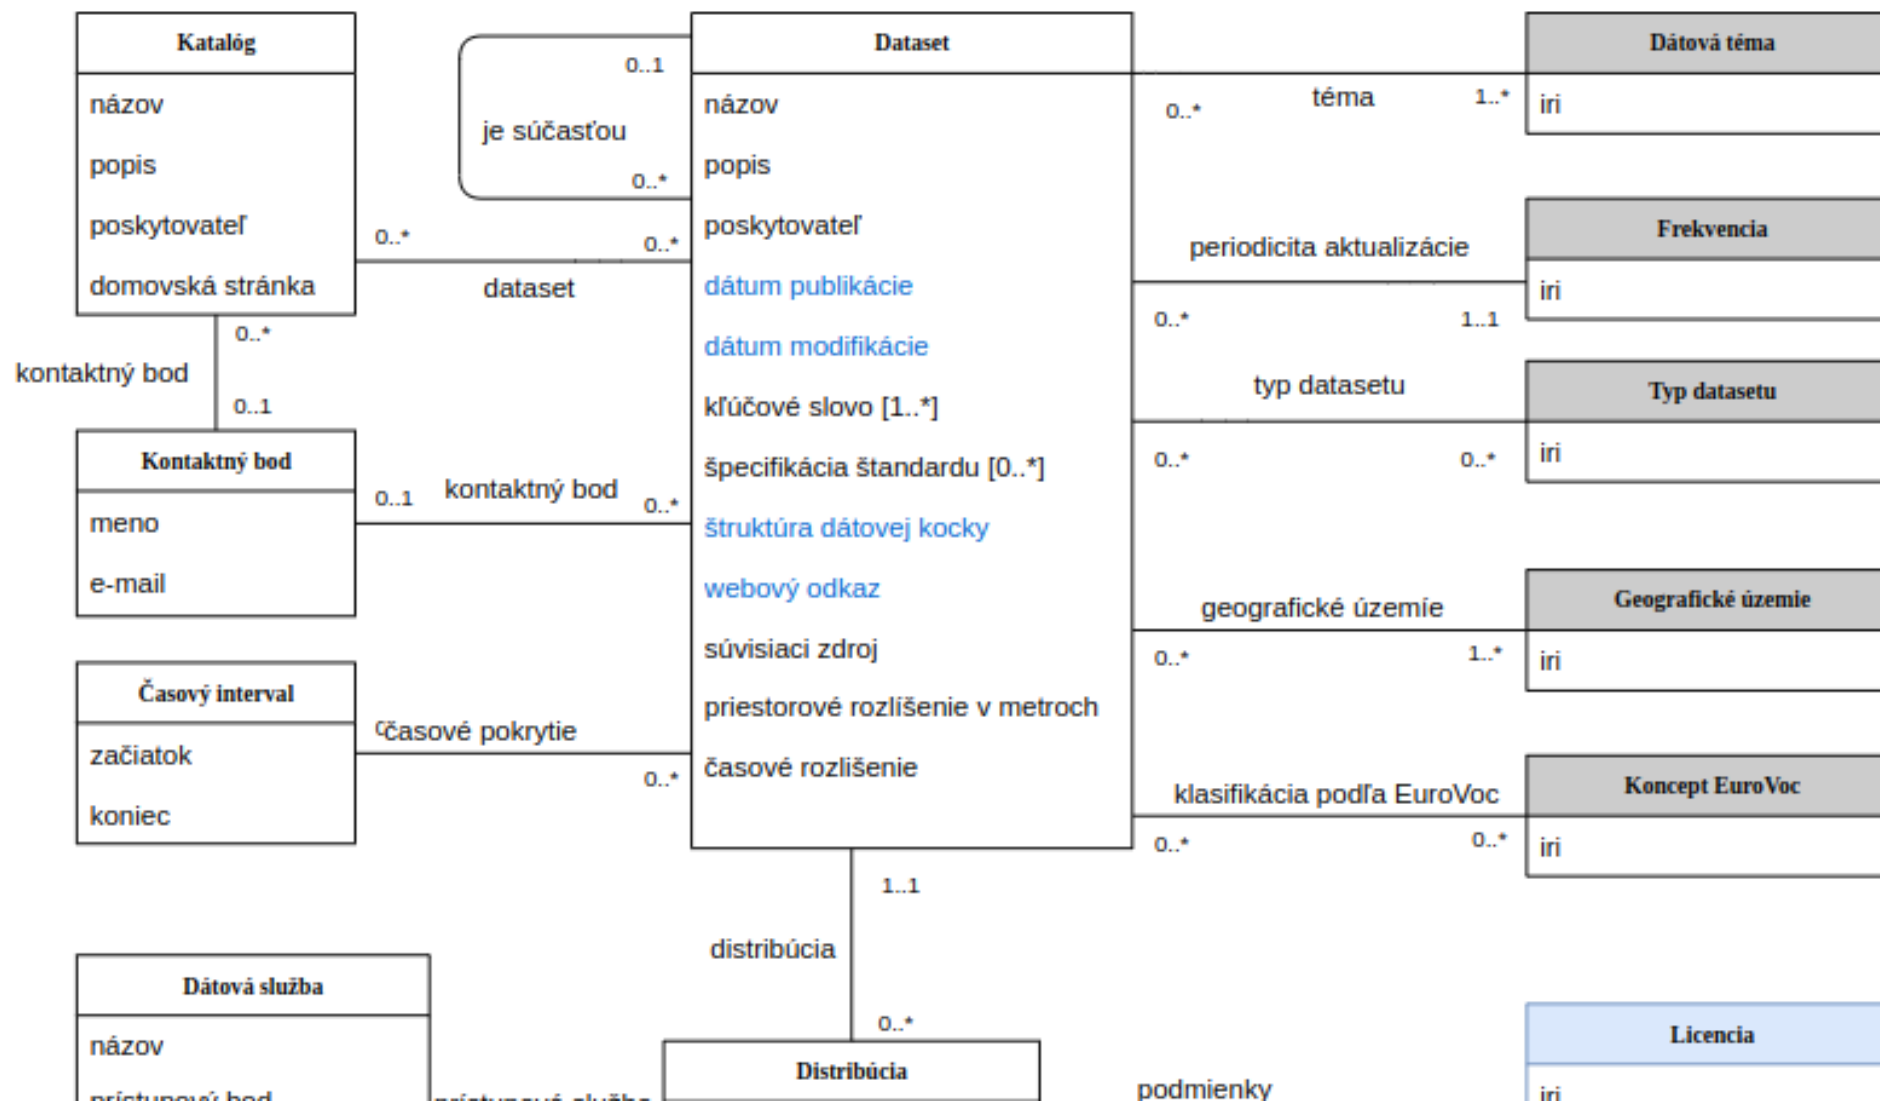 Katalóg
názov
popis
poskytovateľ
domovská stránka
0..*
kontaktný bod
0..1
Kontaktný bod
meno
e-mail
Časový interval
začiatok
koniec
Dátová služba
názov
prístupový bod
0..1
je súčasťou
0..*
0..*
0..*
dataset
0..1
kontaktný bod
0..*
časové pokrytie
0..*
Dataset
názov
popis
poskytovateľ
dátum publikácie
dátum modifikácie
kľúčové slovo [1..*]
špecifikácia štandardu [0..*]
štruktúra dátovej kocky
webový odkaz
súvisiaci zdroj
priestorové rozlíšenie v metroch
časové rozlišenie
1..1
distribúcia
0..*
Distribúcia
0..*
téma
1..*
periodicita aktualizácie
0..*
1..1
typ datasetu
0..*
0..*
geografické územíe
0..*
1..*
klasifikácia podľa EuroVoc
0..*
0..*
podmienky
Dátová téma
iri
Frekvencia
iri
Typ datasetu
iri
Geografické územie
iri
Koncept EuroVoc
iri
Licencia
iri